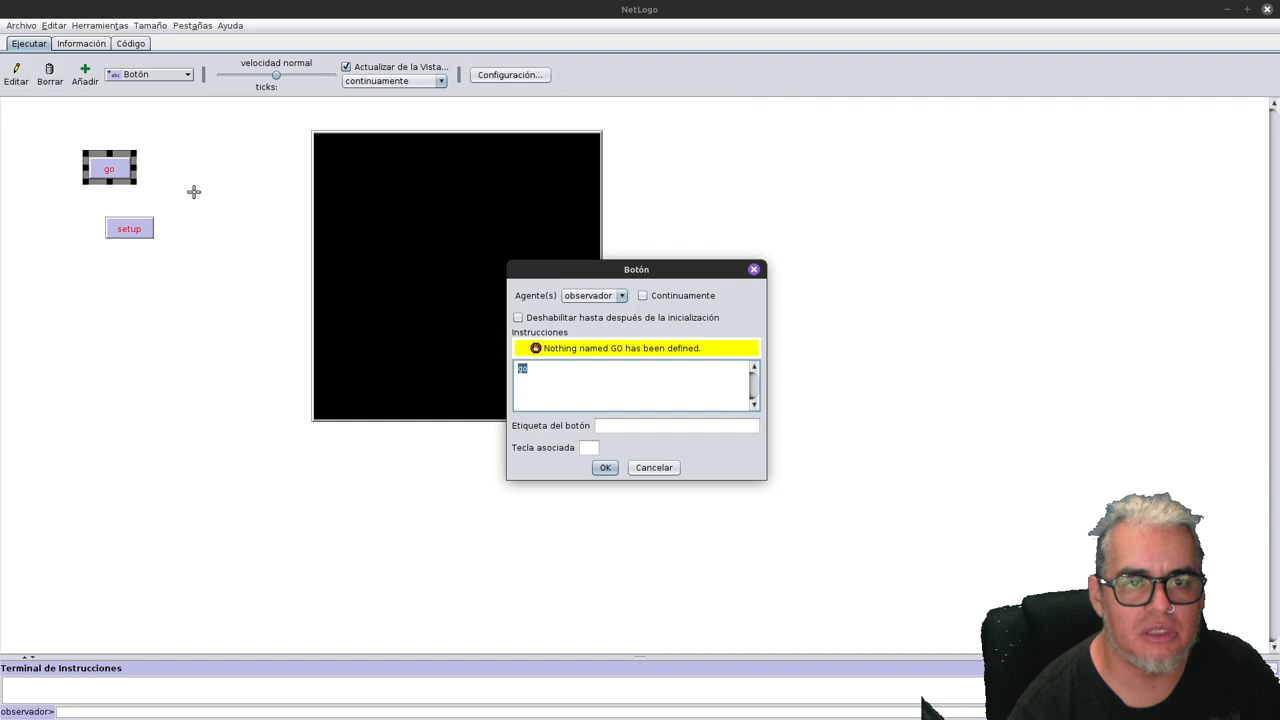 NetLogo
Archivo Editar Herramientas Tamaño Pestañas Ayuda
Ejecutar Información Código
Editar Borrar Añadir
abc Botón
velocidad normal
ticks:
Actualizar de la Vista...
continuamente
Configuración...
go
setup
Botón
Agente(s) observador Continuamente
Deshabilitar hasta después de la inicialización
Instrucciones
Nothing named GO has been defined.
go
Etiqueta del botón
Tecla asociada
OK Cancelar
Terminal de Instrucciones
observador>